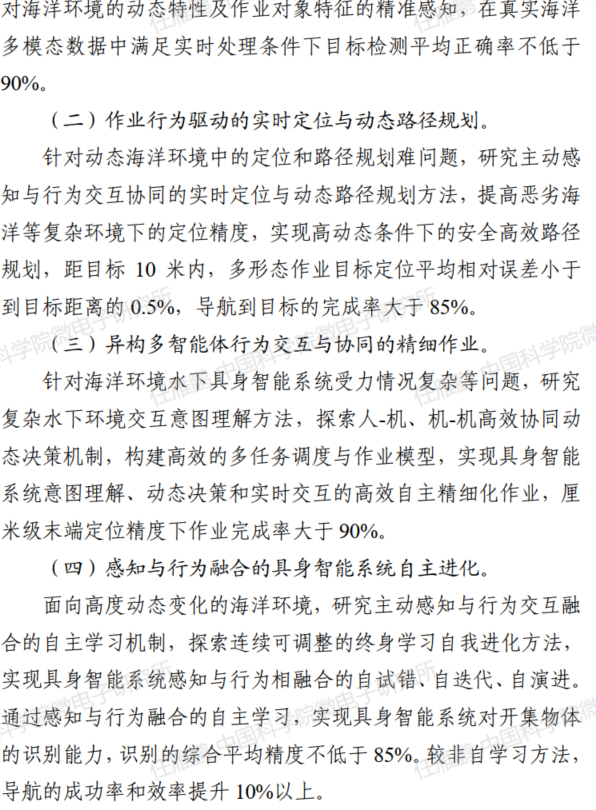 对海洋环境的动态特性及作业对象特征的精准感知，在真实海洋
多模态数据中满足实时处理条件下目标检测平均正确率不低于
90%。
（二）作业行为驱动的实时定位与动态路径规划。
针对动态海洋环境中的定位和路径规划难问题，研究主动感
知与行为交互协同的实时定位与动态路径规划方法，提高恶劣海
洋等复杂环境下的定位精度，实现高动态条件下的安全高效路径
规划，距目标 10 米内，多形态作业目标定位平均相对误差小于
到目标距离的 0.5%，导航到目标的完成率大于 85%。
（三）异构多智能体行为交互与协同的精细作业。
针对海洋环境水下具身智能系统受力情况复杂等问题，研究
复杂水下环境交互意图理解方法，探索人-机、机-机高效协同动
态决策机制，构建高效的多任务调度与作业模型，实现具身智能
系统意图理解、动态决策和实时交互的高效自主精细化作业，厘
米级末端定位精度下作业完成率大于 90%。
（四）感知与行为融合的具身智能系统自主进化。
面向高度动态变化的海洋环境，研究主动感知与行为交互融
合的自主学习机制，探索连续可调整的终身学习自我进化方法，
实现具身智能系统感知与行为相融合的自试错、自迭代、自演进。
通过感知与行为融合的自主学习，实现具身智能系统对开集物体
的识别能力，识别的综合平均精度不低于 85%。较非自学习方法，
导航的成功率和效率提升 10%以上。